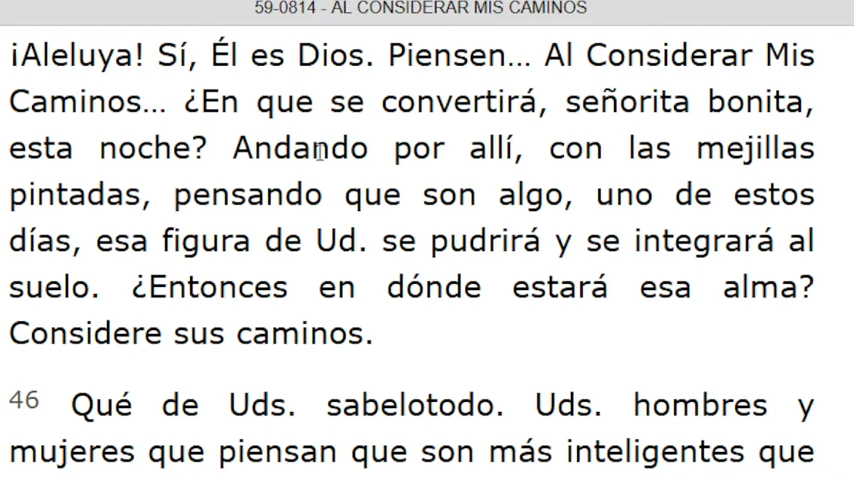 59-0814 - AL CONSIDERAR MIS CAMINOS
¡Aleluya! Sí, Él es Dios. Piensen... Al Considerar Mis
Caminos... ¿En que se convertirá, señorita bonita,
esta noche? Andando por allí, con las mejillas
pintadas, pensando que son algo, uno de estos
días, esa figura de Ud. se pudrirá y se integrará al
suelo. ¿Entonces en dónde estará esa alma?
Considere sus caminos.
46 Qué de Uds. sabelotodo. Uds. hombres y
mujeres que piensan que son más inteligentes que